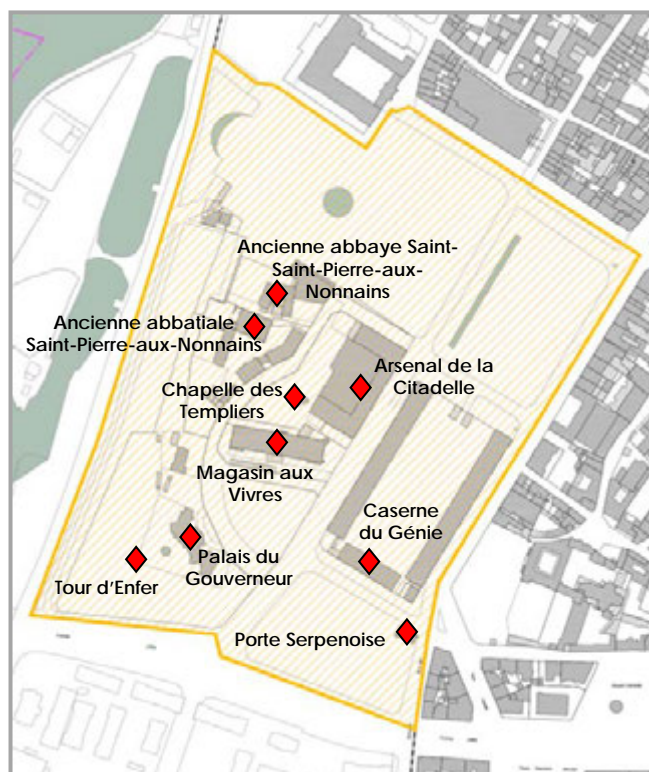 Ancienne abbaye Saint-
Saint-Pierre-aux-
Nonnains
Ancienne abbatiale
Saint-Pierre-aux-Nonnains
Arsenal de la
Citadelle
Chapelle des
Templiers
Magasin aux
Vivres
Caserne
du Génie
Palais du
Gouverneur
Tour d'Enfer
Porte Serpenoise